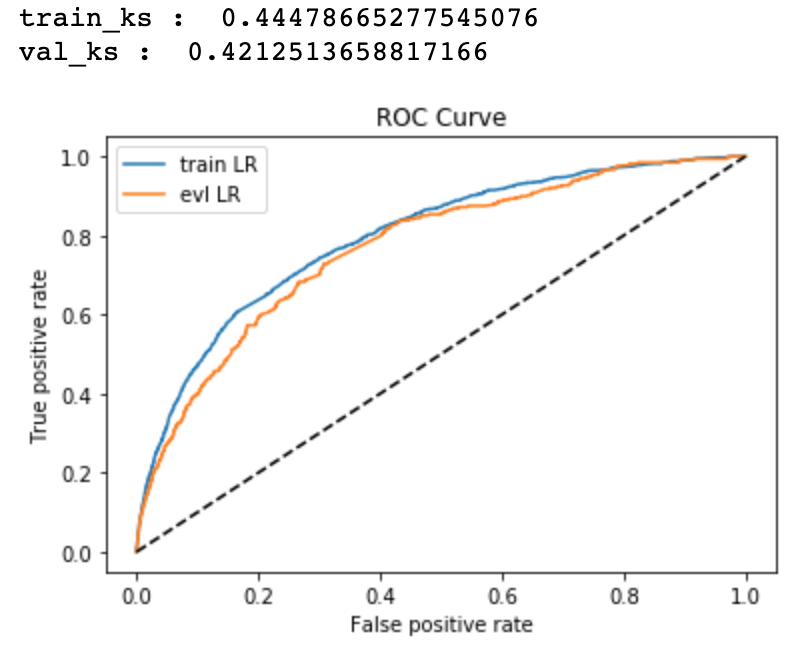 train_ks :  0.44478665277545076
val_ks :  0.4212513658817166
ROC Curve
train LR
evl LR
1.0
0.8
0.6
0.4
0.2
0.0
True positive rate
0.0 0.2 0.4 0.6 0.8 1.0
False positive rate